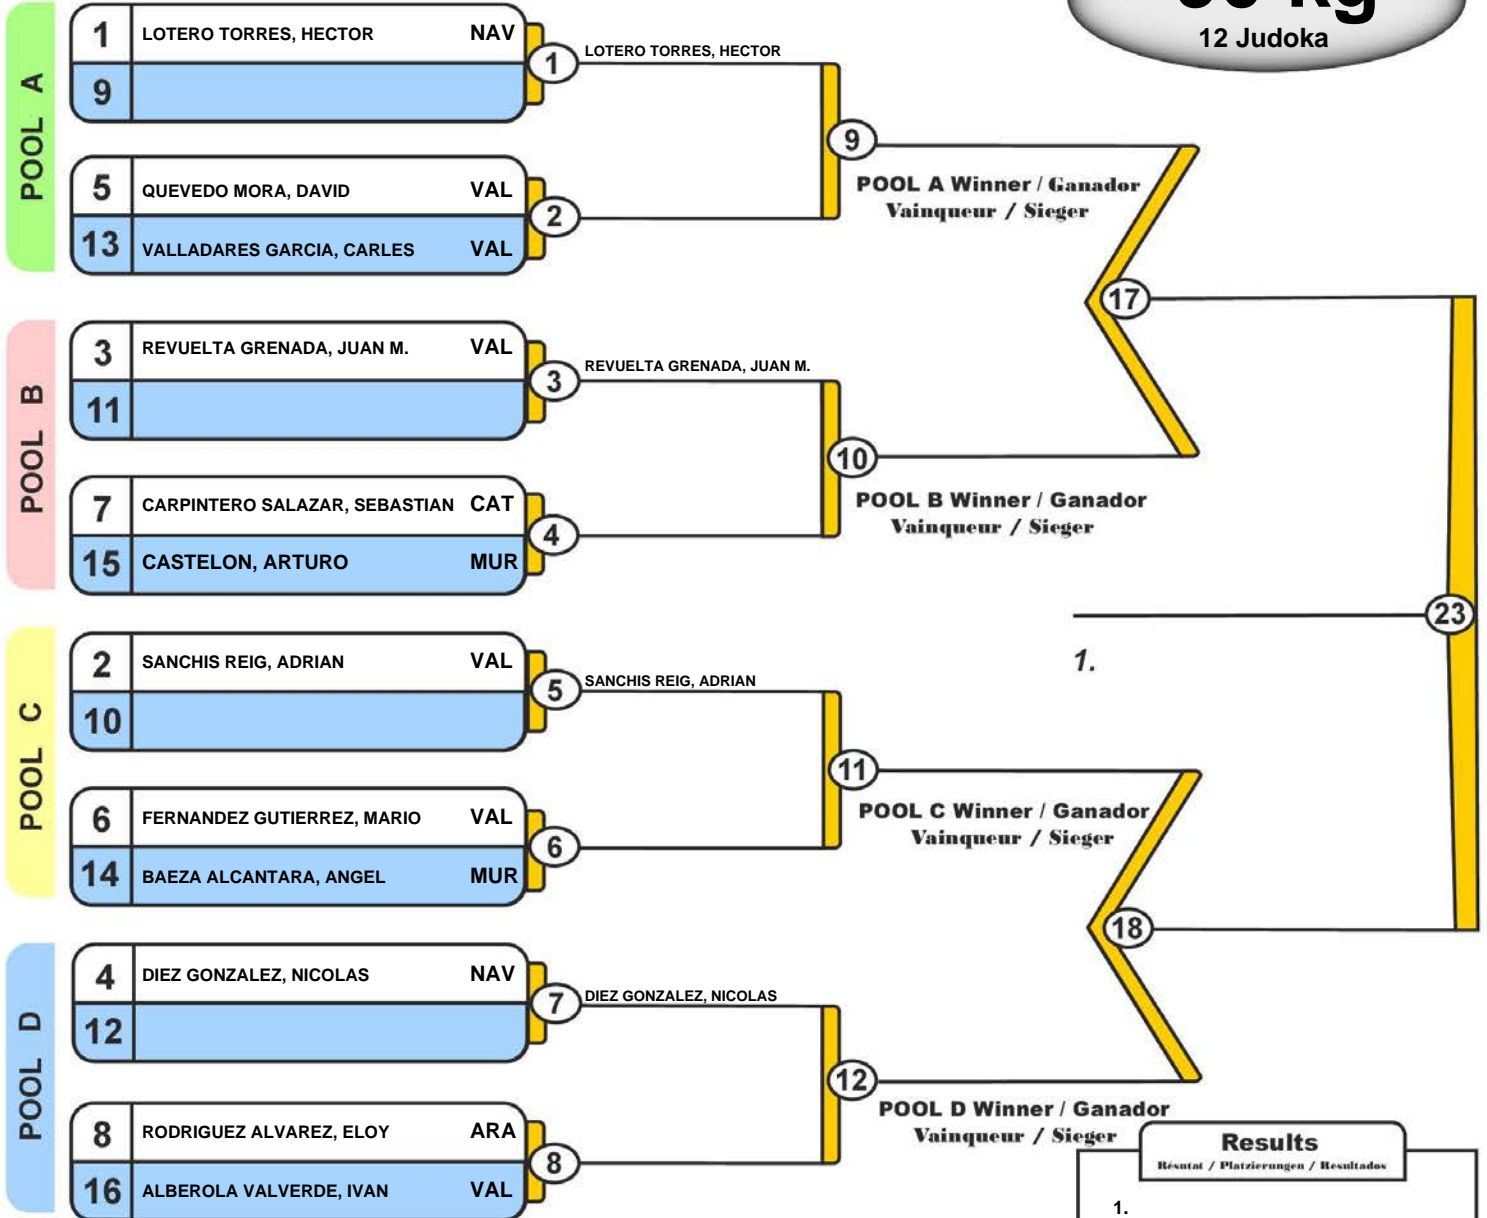 12 Judoka
POOL A
1 LOTERO TORRES, HECTOR NAV
9
1
LOTERO TORRES, HECTOR
5 QUEVEDO MORA, DAVID VAL
13 VALLADARES GARCIA, CARLES VAL
2
9
POOL A Winner / Ganador
Vainqueur / Sieger
POOL B
3 REVUELTA GRENADA, JUAN M. VAL
11
3
REVUELTA GRENADA, JUAN M.
7 CARPINTERO SALAZAR, SEBASTIAN CAT
15 CASTELON, ARTURO MUR
4
10
POOL B Winner / Ganador
Vainqueur / Sieger
17
POOL C
2 SANCHIS REIG, ADRIAN VAL
10
5
SANCHIS REIG, ADRIAN
6 FERNANDEZ GUTIERREZ, MARIO VAL
14 BAEZA ALCANTARA, ANGEL MUR
6
11
POOL C Winner / Ganador
Vainqueur / Sieger
POOL D
4 DIEZ GONZALEZ, NICOLAS NAV
12
7
DIEZ GONZALEZ, NICOLAS
8 RODRIGUEZ ALVAREZ, ELOY ARA
16 ALBEROLA VALVERDE, IVAN VAL
8
12
POOL D Winner / Ganador
Vainqueur / Sieger
18
23
1.
Results
Résutat / Platzierungen / Resultados
1.